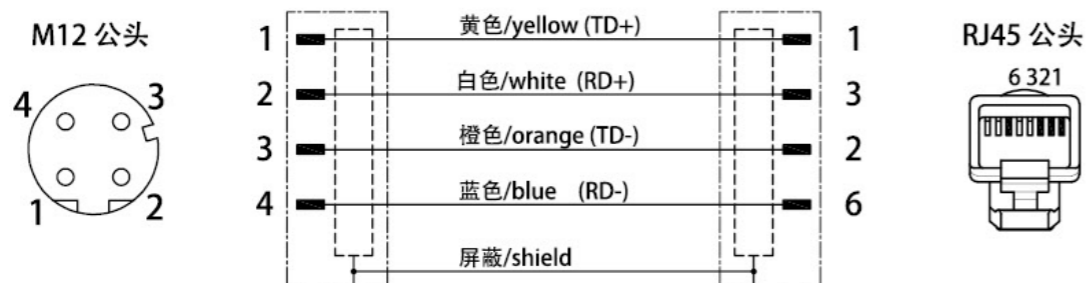 M12 公头
4
3
1
2
1 黄色/yellow (TD+) 1
2 白色/white (RD+) 3
3 橙色/orange (TD-) 2
4 蓝色/blue (RD-) 6
屏蔽/shield
RJ45 公头
6 321